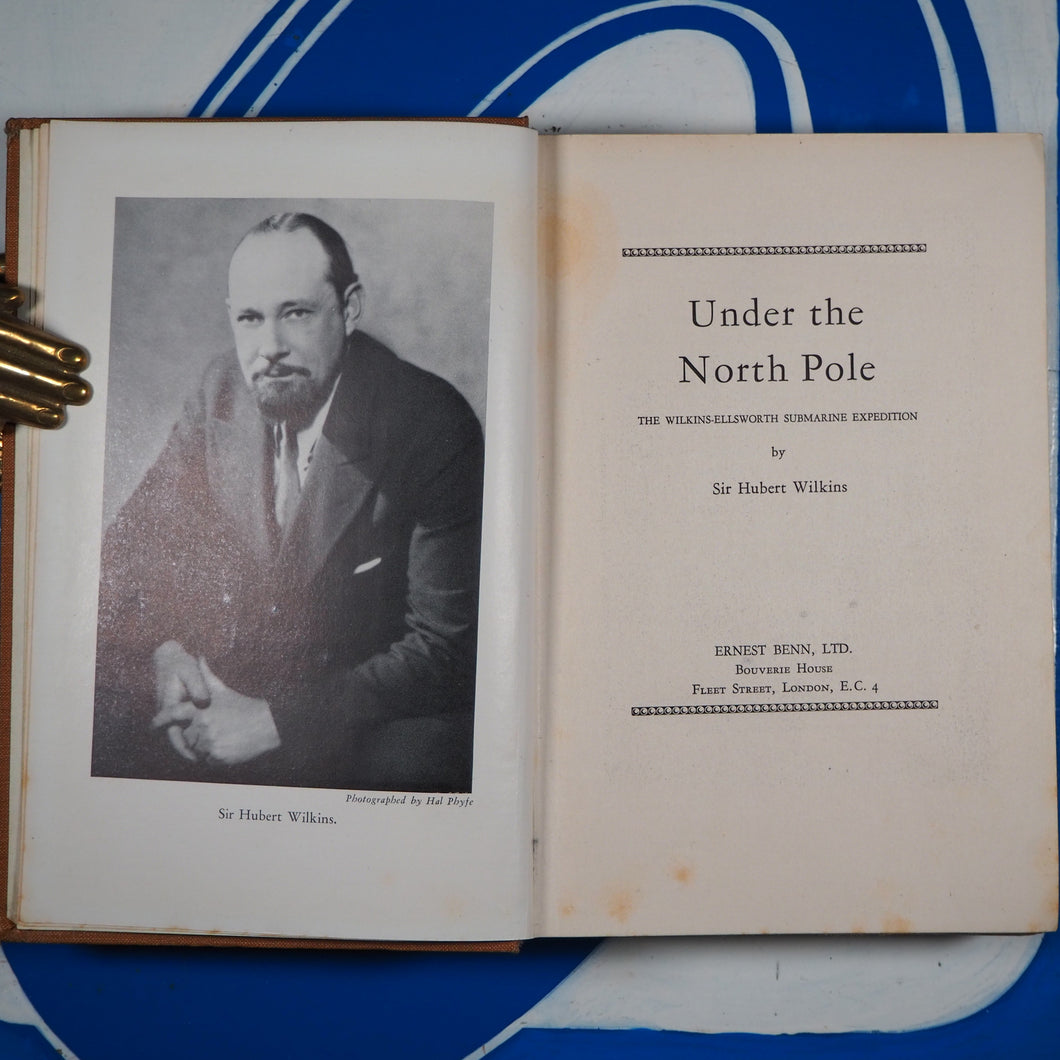 Photographed by Hal Phyfe
Sir Hubert Wilkins.
Under the
North Pole
THE WILKINS-ELLSWORTH SUBMARINE EXPEDITION
by
Sir Hubert Wilkins
ERNEST BENN, LTD.
BOUVERIE HOUSE
FLEET STREET, LONDON, E.C. 4